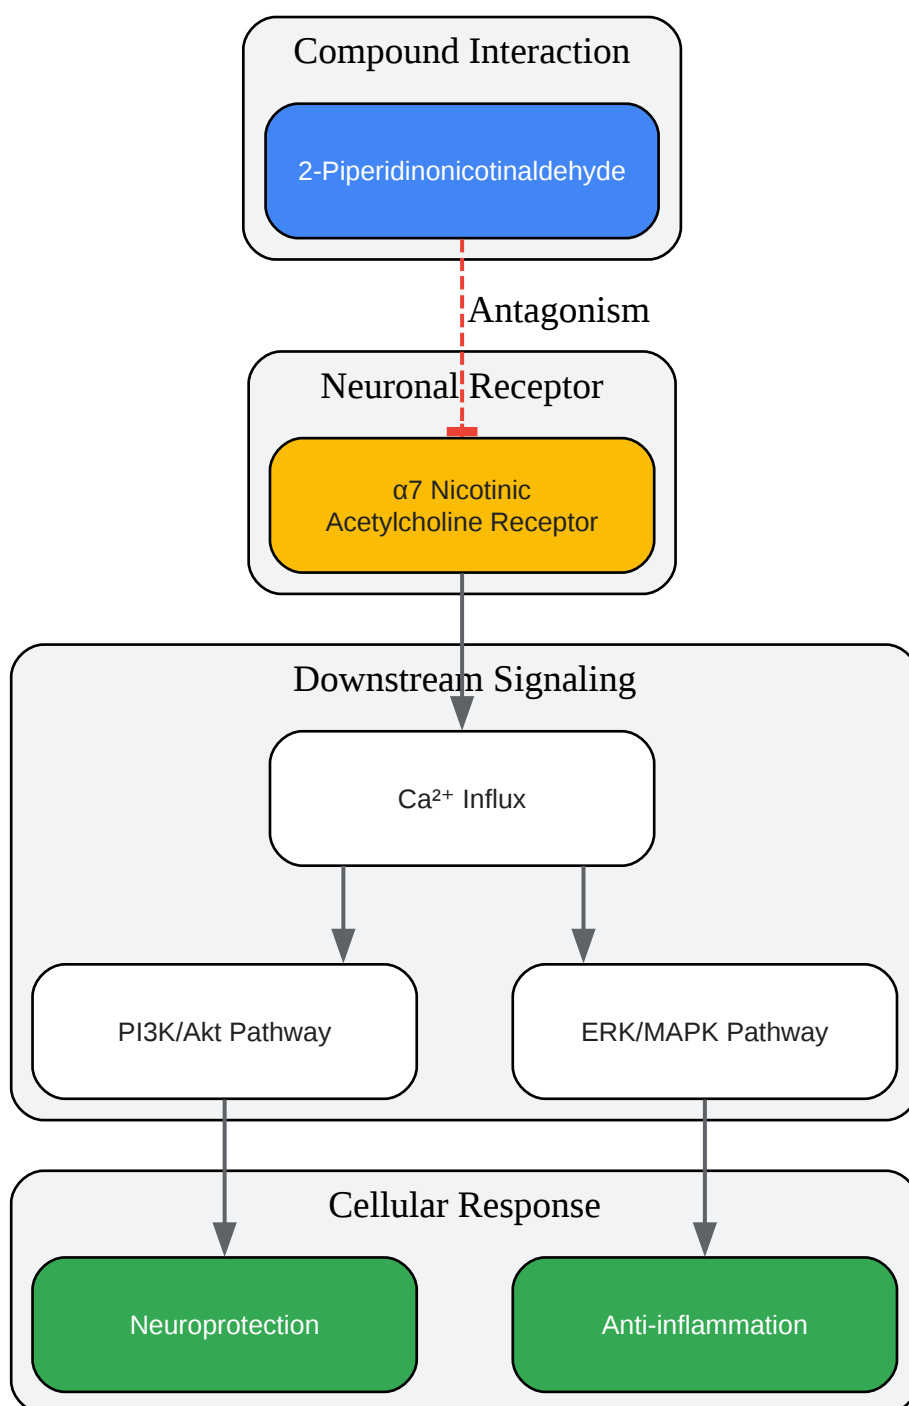 Compound Interaction
2-Piperidinonicotinaldehyde
Antagonism
Neuronal Receptor
α7 Nicotinic
Acetylcholine Receptor
Downstream Signaling
Ca²⁺ Influx
PI3K/Akt Pathway
ERK/MAPK Pathway
Cellular Response
Neuroprotection
Anti-inflammation